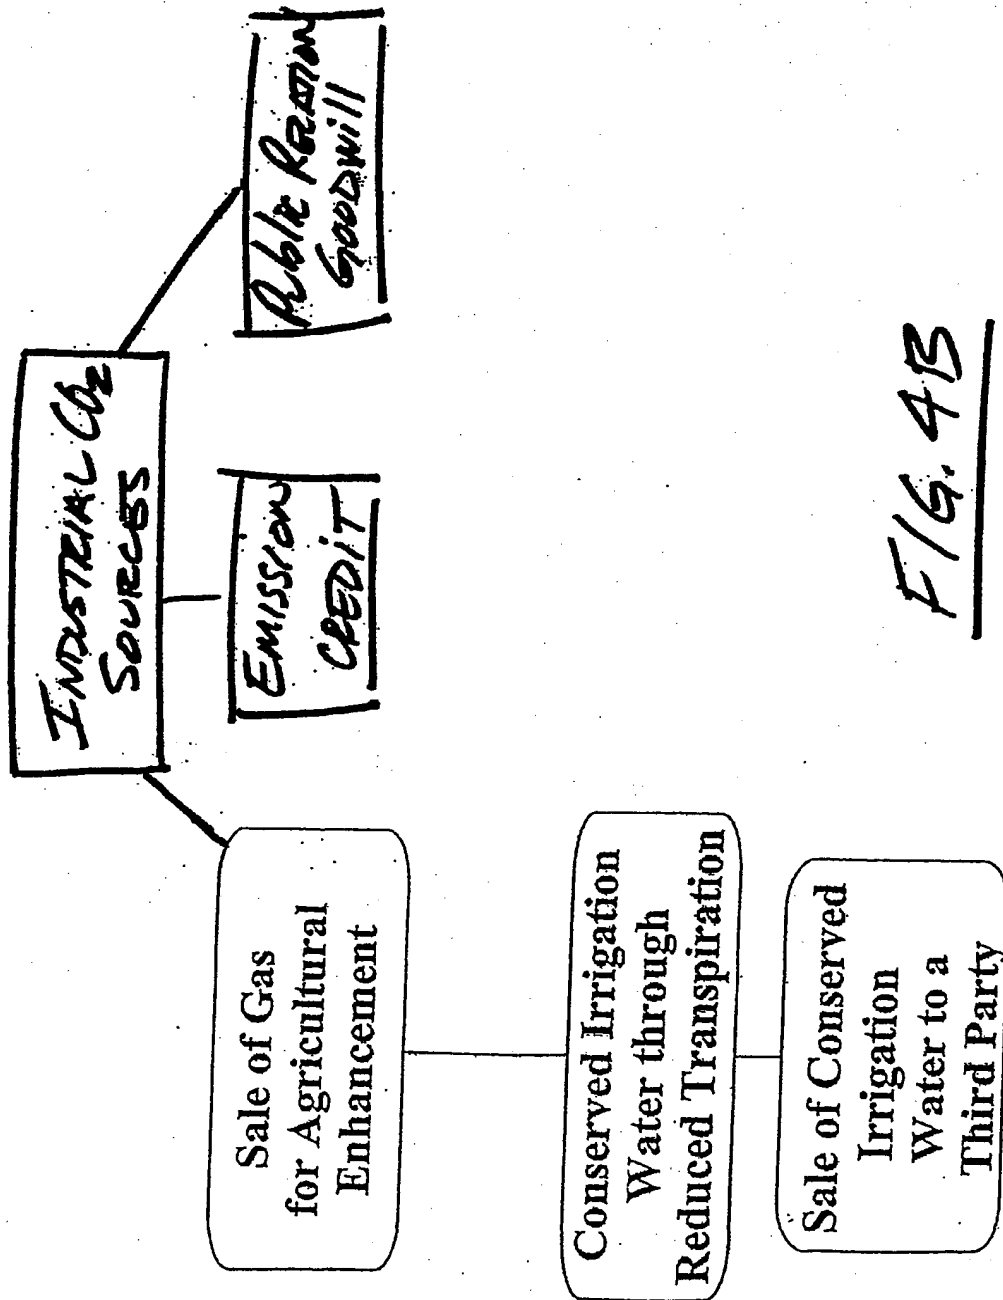 INDUSTRIAL CO2
SOURCES
Sale of Gas
for Agricultural
Enhancement
EMISSION
CREDIT
Public RELATION
GOODWill
Conserved Irrigation
Water through
Reduced Transpiration
Sale of Conserved
Irrigation
Water to a
Third Party
FIG. 4B